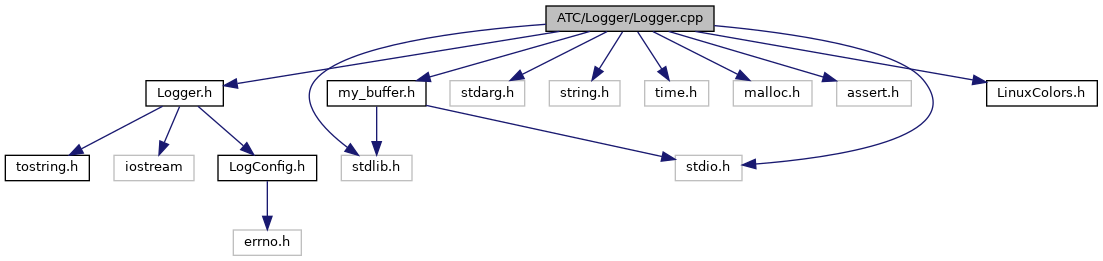 ATC/Logger/Logger.cpp
Logger.h
my_buffer.h
stdarg.h
string.h
time.h
malloc.h
assert.h
LinuxColors.h
tostring.h
iostream
LogConfig.h
stdlib.h
stdio.h
errno.h